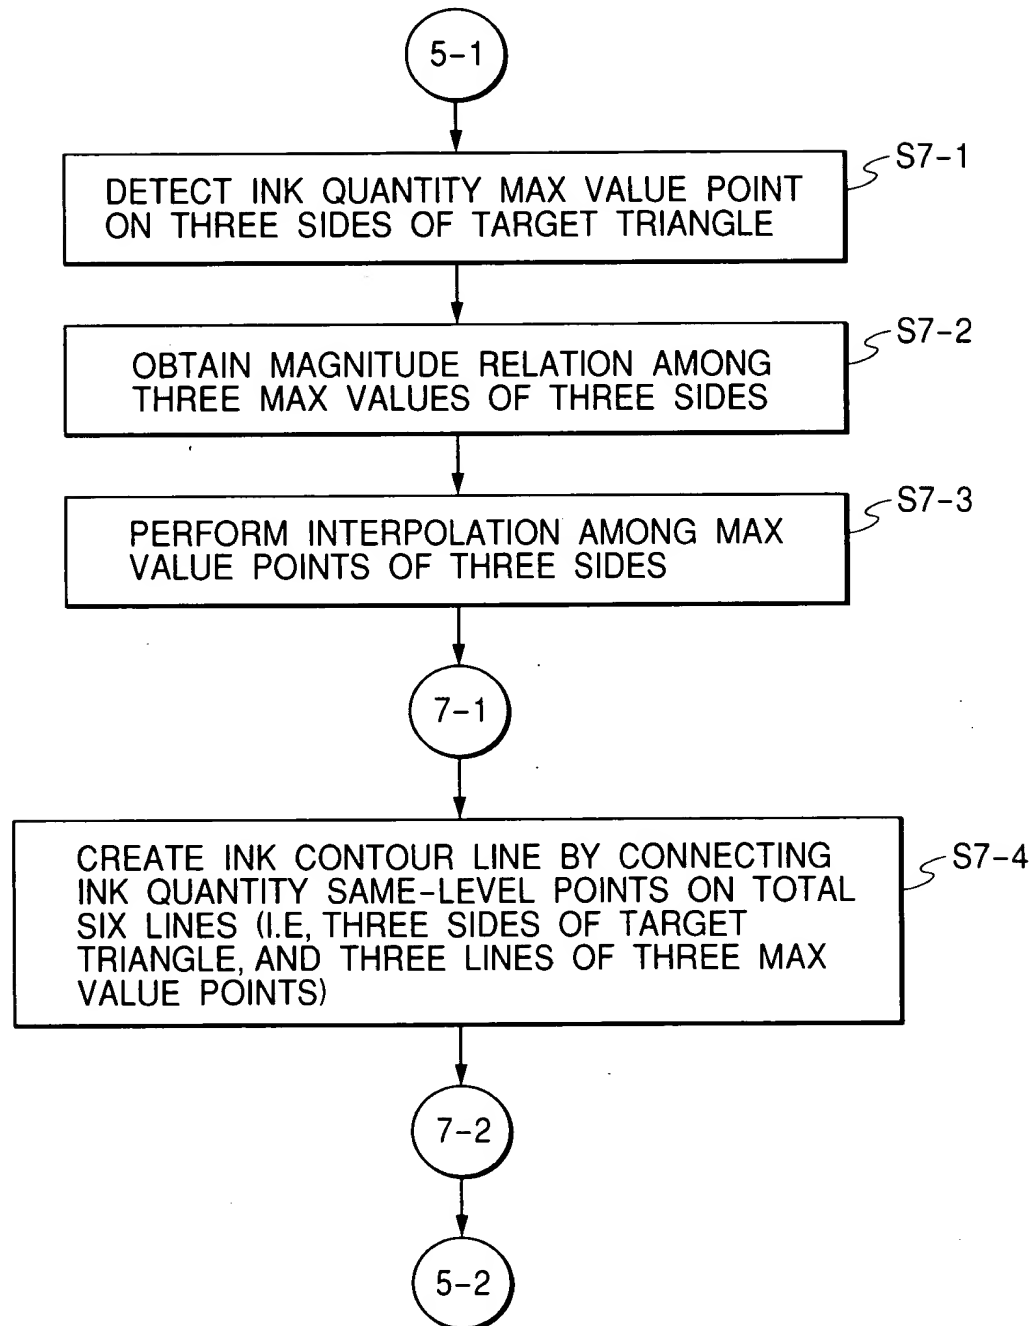 5-1
S7-1
DETECT INK QUANTITY MAX VALUE POINT
ON THREE SIDES OF TARGET TRIANGLE
S7-2
OBTAIN MAGNITUDE RELATION AMONG
THREE MAX VALUES OF THREE SIDES
S7-3
PERFORM INTERPOLATION AMONG MAX
VALUE POINTS OF THREE SIDES
7-1
S7-4
CREATE INK CONTOUR LINE BY CONNECTING
INK QUANTITY SAME-LEVEL POINTS ON TOTAL
SIX LINES (I.E, THREE SIDES OF TARGET
TRIANGLE, AND THREE LINES OF THREE MAX
VALUE POINTS)
7-2
5-2